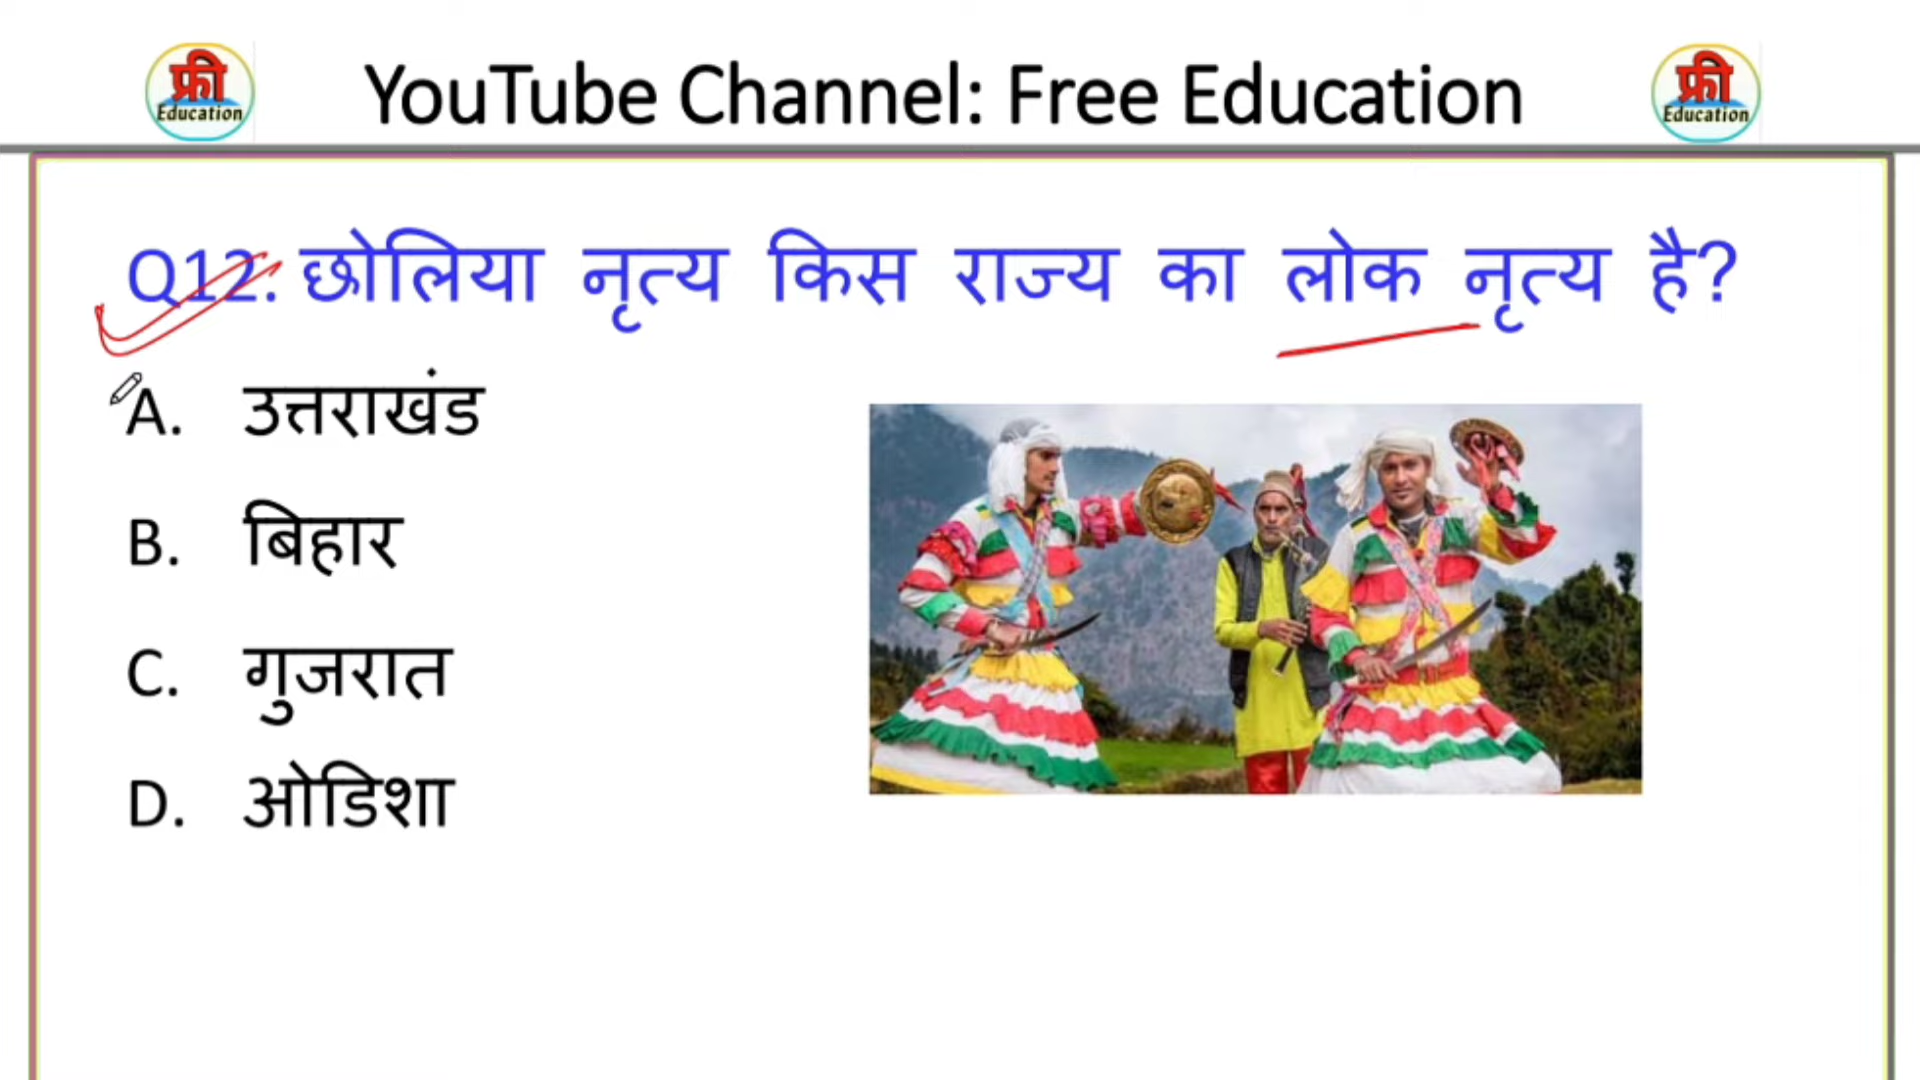 फ्री
Education
YouTube Channel: Free Education
फ्री
Education
Q12. छोलिया नृत्य किस राज्य का लोक नृत्य है?
A. उत्तराखंड
B. बिहार
C. गुजरात
D. ओडिशा